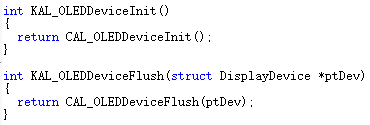 int KAL_OLEDDeviceInit()
{
  return CAL_OLEDDeviceInit();
}
int KAL_OLEDDeviceFlush(struct DisplayDevice *ptDev)
{
  return CAL_OLEDDeviceFlush(ptDev);
}